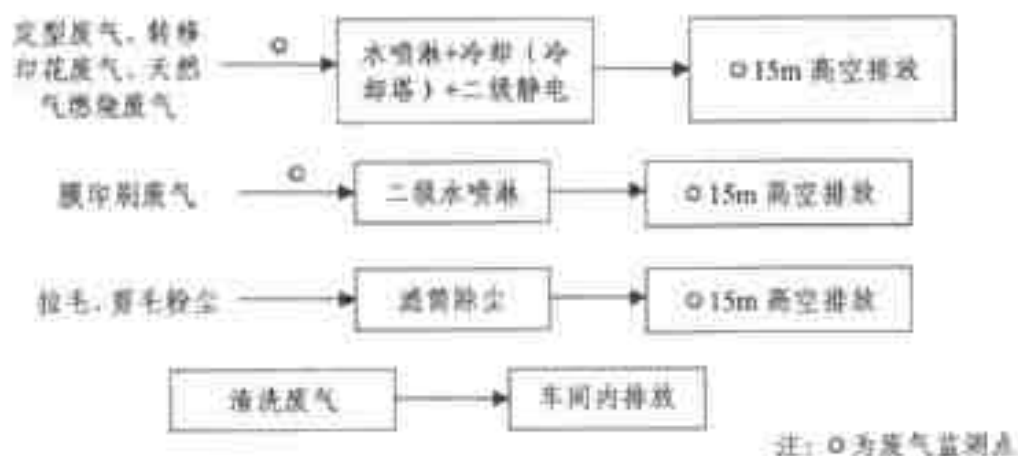 定型废气、转移
印花废气、天然
气燃烧废气
◎
水喷淋+冷却（冷
却塔）+二级静电
◎15m 高空排放
膜印刷废气
◎
二级水喷淋
◎15m 高空排放
拉毛、剪毛粉尘
滤筒除尘
◎15m 高空排放
清洗废气
车间内排放
注：◎为废气监测点